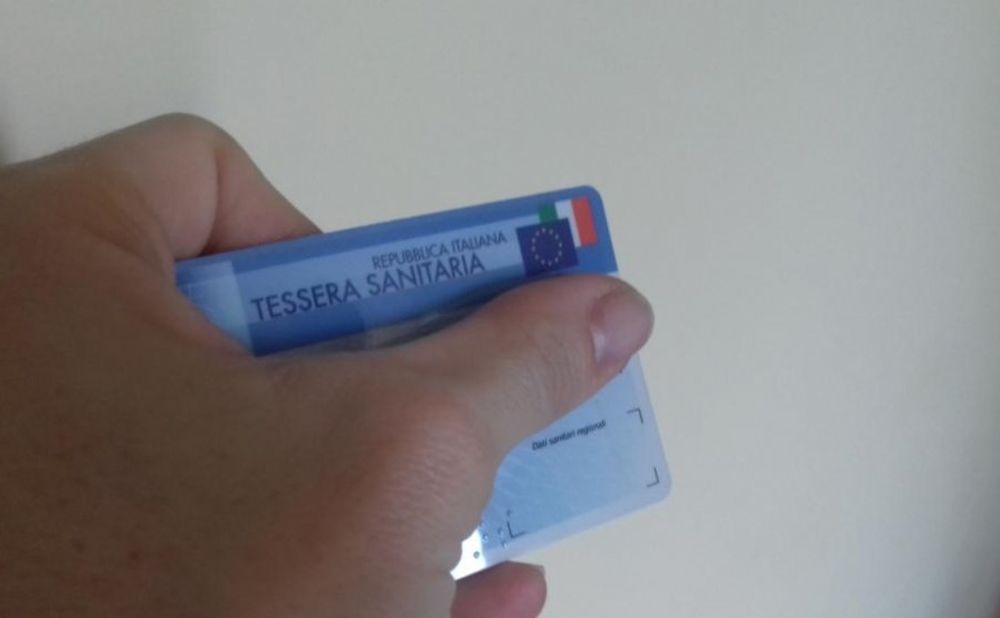 REPUBBLICA ITALIANA
TESSERA SANITARIA
Dati sanitari regionali